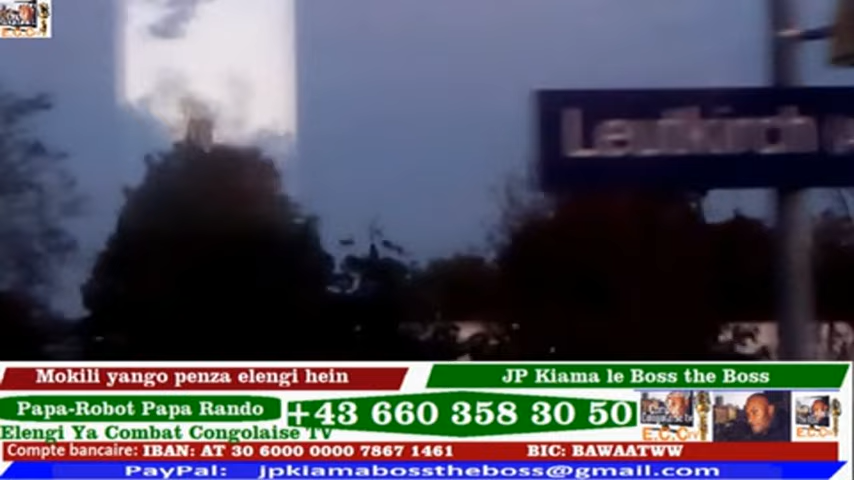 E.C.C
Leutkirch
Mokili yango penza elengi hein
JP Kiama le Boss the Boss
Papa-Robot Papa Rando
+43 660 358 30 50
Elengi Ya Combat Congolaise TV
Compte bancaire: IBAN: AT 30 6000 0000 7867 1461 BIC: BAWAATWW
PayPal: jpkiamabosstheboss@gmail.com